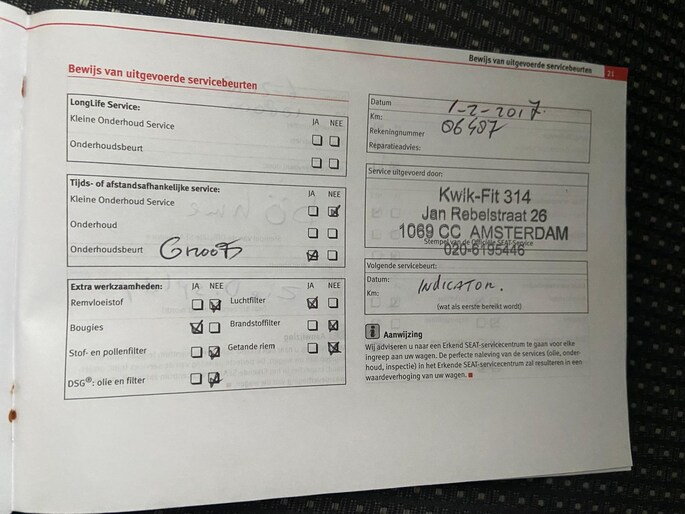 Bewijs van uitgevoerde servicebeurten 21
Bewijs van uitgevoerde servicebeurten
LongLife Service:
JA NEE
Kleine Onderhoud Service
Onderhoudsbeurt
Tijds- of afstandsafhankelijke service:
JA NEE
Kleine Onderhoud Service
Onderhoud
Onderhoudsbeurt Groot
Extra werkzaamheden: JA NEE JA NEE
Remvloeistof Luchtfilter
Bougies Brandstoffilter
Stof- en pollenfilter Getande riem
DSG®: olie en filter
Datum 1-2-2017.
Km: 06487
Rekeningnummer
Reparatieadvies:
Service uitgevoerd door:
Kwik-Fit 314
Jan Rebelstraat 26
1069 CC AMSTERDAM
Stempel van de Officiële SEAT-Service
020-6195446
Volgende servicebeurt:
Datum: INDICATOR.
Km:
(wat als eerste bereikt wordt)
i Aanwijzing
Wij adviseren u naar een Erkend SEAT-servicecentrum te gaan voor elke
ingreep aan uw wagen. De perfecte naleving van de services (olie, onder-
houd, inspectie) in het Erkende SEAT-servicecentrum zal resulteren in een
waardeverhoging van uw wagen.